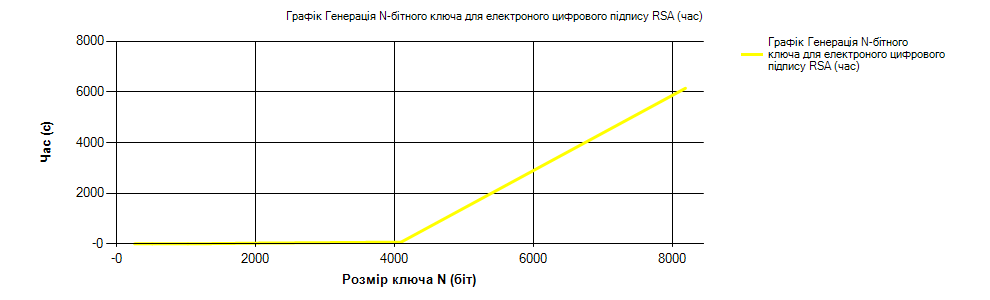 Графік Генерація N-бітного ключа для електроного цифрового підпису RSA (час)
8000
6000
4000
2000
-0
Час (с)
-0
2000
4000
6000
8000
Розмір ключа N (біт)
Графік Генерація N-бітного
ключа для електроного цифрового
підпису RSA (час)